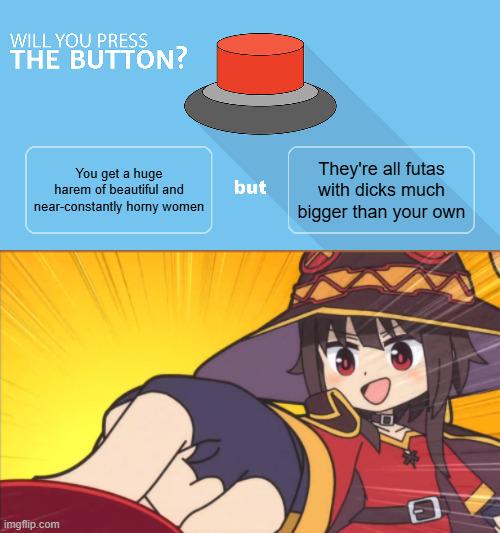 WILL YOU PRESS
THE BUTTON?
You get a huge
harem of beautiful and
near-constantly horny women
but
They're all futas
with dicks much
bigger than your own
imgflip.com